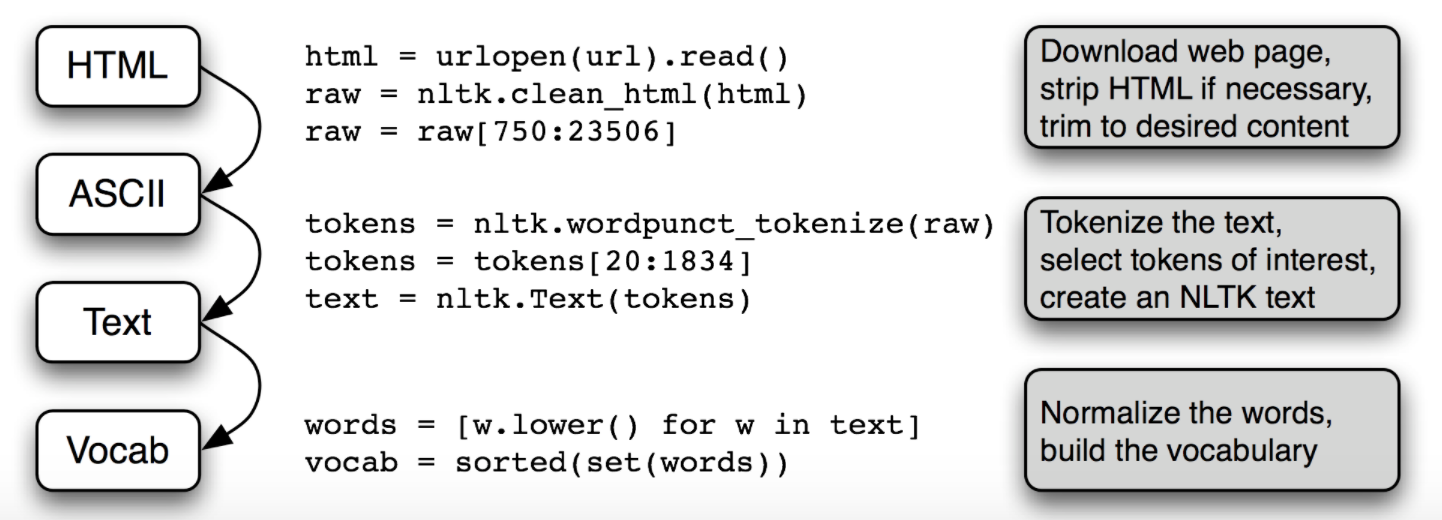 HTML
html = urlopen(url).read()
raw = nltk.clean_html(html)
raw = raw[750:23506]
Download web page,
strip HTML if necessary,
trim to desired content
ASCII
tokens = nltk.wordpunct_tokenize(raw)
tokens = tokens[20:1834]
text = nltk.Text(tokens)
Tokenize the text,
select tokens of interest,
create an NLTK text
Text
words = [w.lower() for w in text]
vocab = sorted(set(words))
Normalize the words,
build the vocabulary
Vocab